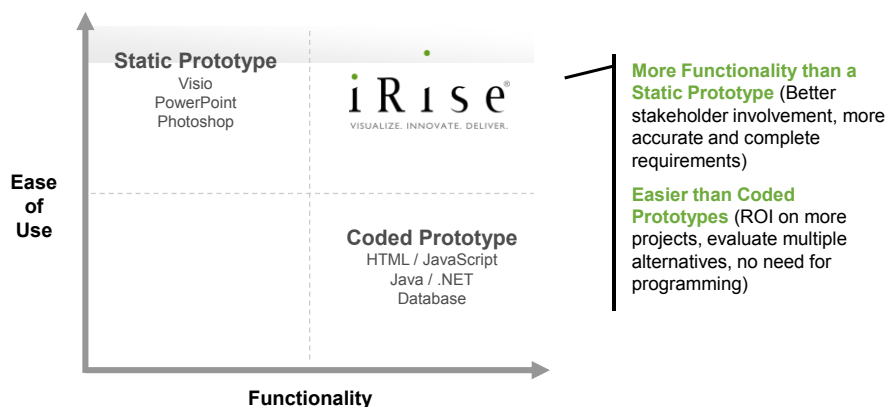 Static Prototype
Visio
PowerPoint
Photoshop
iRise®
VISUALIZE. INNOVATE. DELIVER.
Ease
of
Use
Coded Prototype
HTML / JavaScript
Java / .NET
Database
Functionality
More Functionality than a
Static Prototype (Better
stakeholder involvement, more
accurate and complete
requirements)
Easier than Coded
Prototypes (ROI on more
projects, evaluate multiple
alternatives, no need for
programming)